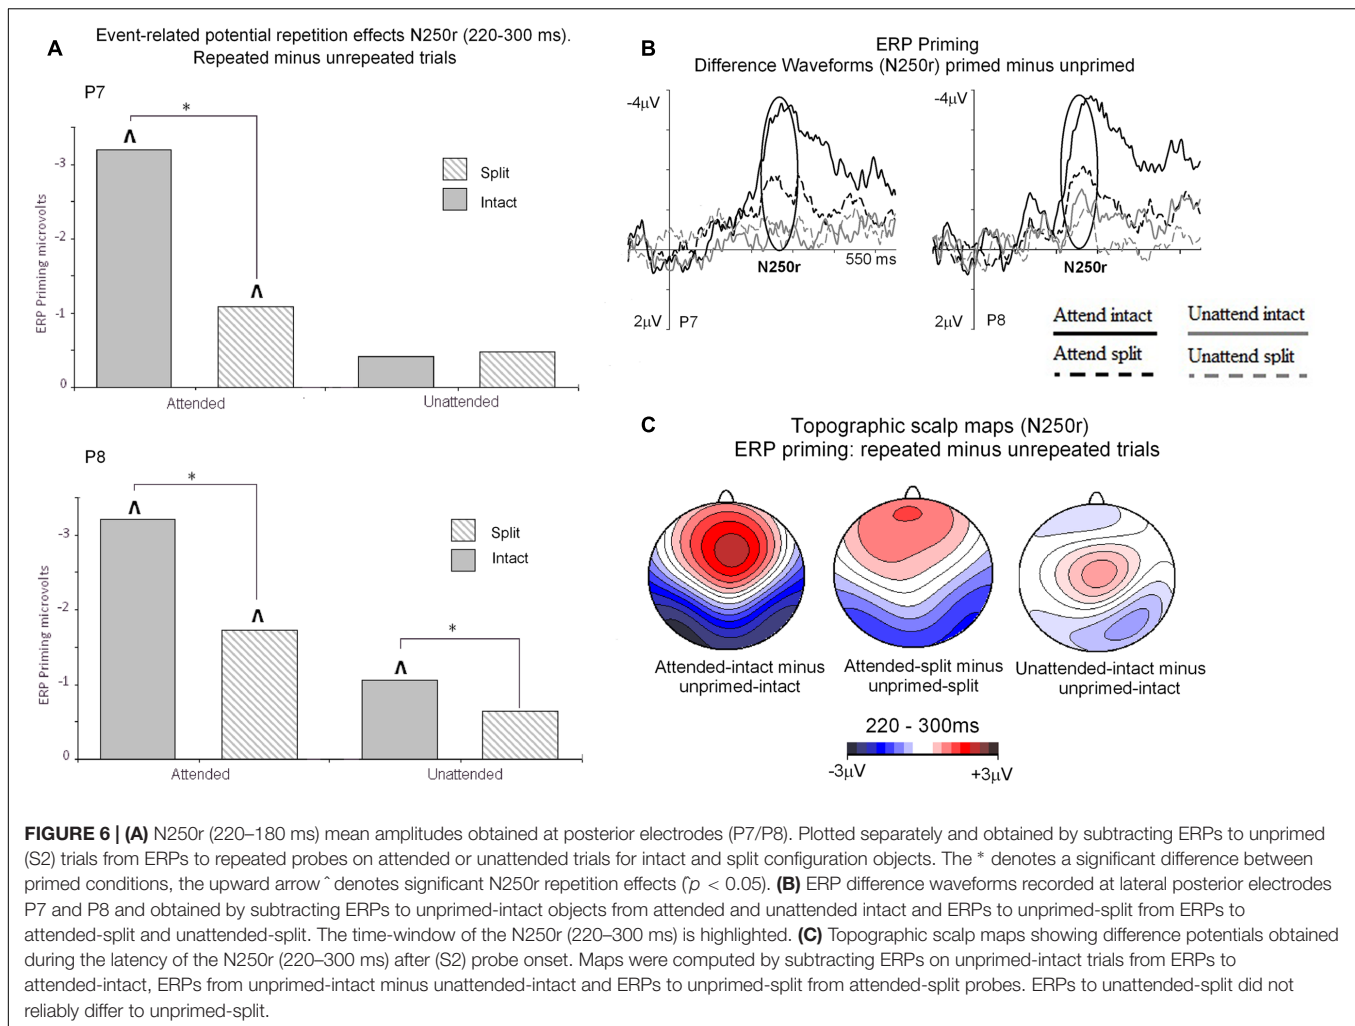 A
Event-related potential repetition effects N250r (220-300 ms).
Repeated minus unrepeated trials
P7
*
Λ
Λ
-3
-2
-1
0
ERP Priming microvolts
Split
Intact
Attended
Unattended
P8
*
Λ
Λ
*
Λ
-3
-2
-1
0
ERP Priming microvolts
Split
Intact
Attended
Unattended
B
ERP Priming
Difference Waveforms (N250r) primed minus unprimed
-4µV
-4µV
N250r
550 ms
N250r
2µV
P7
2µV
P8
Attend intact
Unattend intact
Attend split
Unattend split
C
Topographic scalp maps (N250r)
ERP priming: repeated minus unrepeated trials
Attended-intact minus
unprimed-intact
Attended-split minus
unprimed-split
Unattended-intact minus
unprimed-intact
220 - 300ms
-3µV
+3µV
FIGURE 6 | (A) N250r (220–180 ms) mean amplitudes obtained at posterior electrodes (P7/P8). Plotted separately and obtained by subtracting ERPs to unprimed
(S2) trials from ERPs to repeated probes on attended or unattended trials for intact and split configuration objects. The * denotes a significant difference between
primed conditions, the upward arrow ˆ denotes significant N250r repetition effects (ˆp < 0.05). (B) ERP difference waveforms recorded at lateral posterior electrodes
P7 and P8 and obtained by subtracting ERPs to unprimed-intact objects from attended and unattended intact and ERPs to unprimed-split from ERPs to
attended-split and unattended-split. The time-window of the N250r (220–300 ms) is highlighted. (C) Topographic scalp maps showing difference potentials obtained
during the latency of the N250r (220–300 ms) after (S2) probe onset. Maps were computed by subtracting ERPs on unprimed-intact trials from ERPs to
attended-intact, ERPs from unprimed-intact minus unattended-intact and ERPs to unprimed-split from attended-split probes. ERPs to unattended-split did not
reliably differ to unprimed-split.